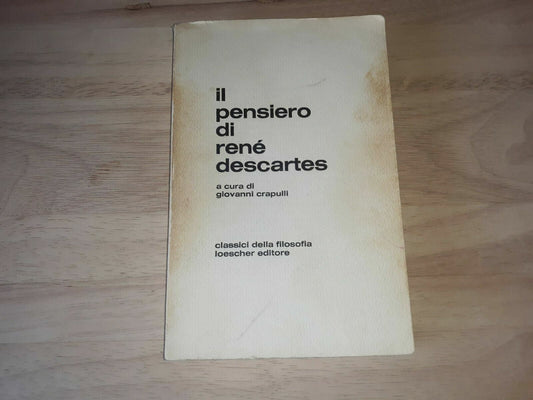 il
pensiero
di
rené
descartes
a cura di
giovanni crapulli
classici della filosofia
loescher editore